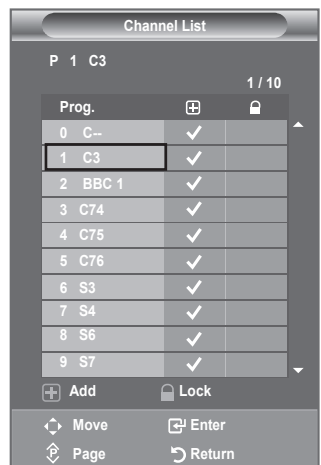 Channel List
P 1 C3
1 / 10
Prog.
0 C--
1 C3
2 BBC 1
3 C74
4 C75
5 C76
6 S3
7 S4
8 S6
9 S7
Add Lock
Move Enter
Page Return